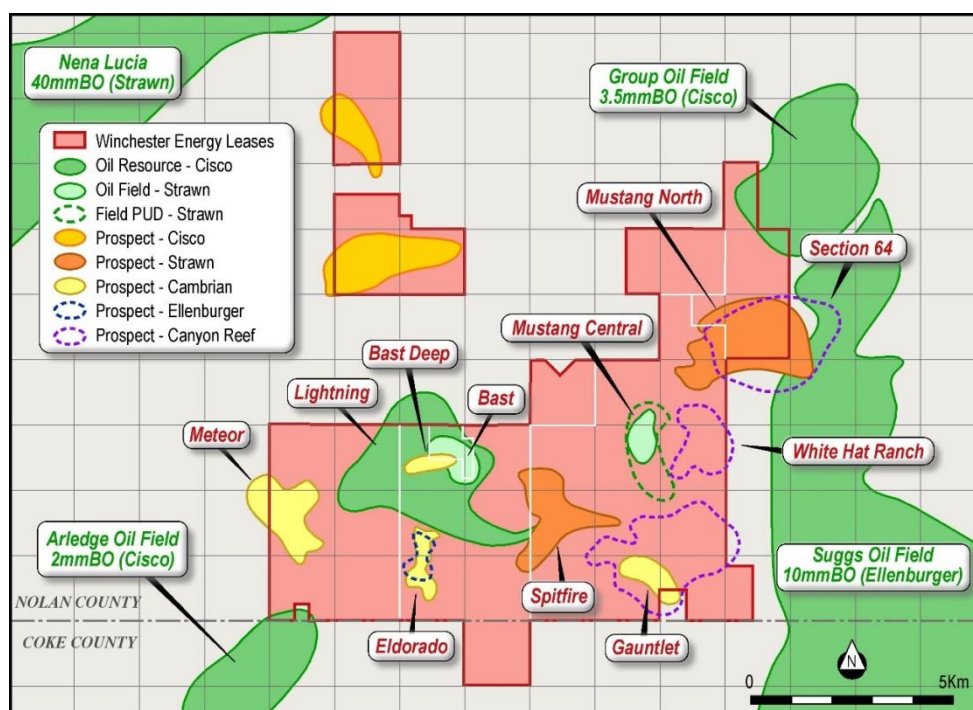 Nena Lucia
40mmBO (Strawn)
Group Oil Field
3.5mmBO (Cisco)
Winchester Energy Leases
Oil Resource - Cisco
Oil Field - Strawn
Field PUD - Strawn
Prospect - Cisco
Prospect - Strawn
Prospect - Cambrian
Prospect - Ellenburger
Prospect - Canyon Reef
Mustang North
Section 64
Mustang Central
Bast Deep
Lightning
Bast
Meteor
White Hat Ranch
Arledge Oil Field
2mmBO (Cisco)
Suggs Oil Field
10mmBO (Ellenburger)
Spitfire
NOLAN COUNTY
COKE COUNTY
Eldorado
Gauntlet
N
0 5Km